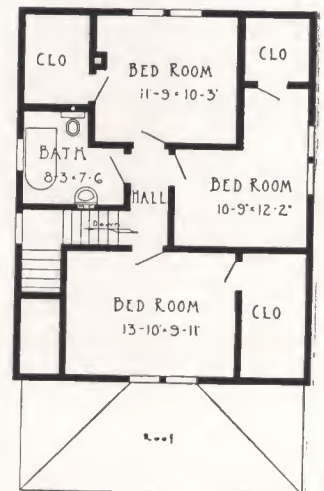 CLO
BED ROOM
11'-9 × 10-3'
CLO
BATH
8-3 × 7-6
HALL
BED ROOM
10-9" × 12-2"
Down
BED ROOM
13-10 × 9-11'
CLO
Roof